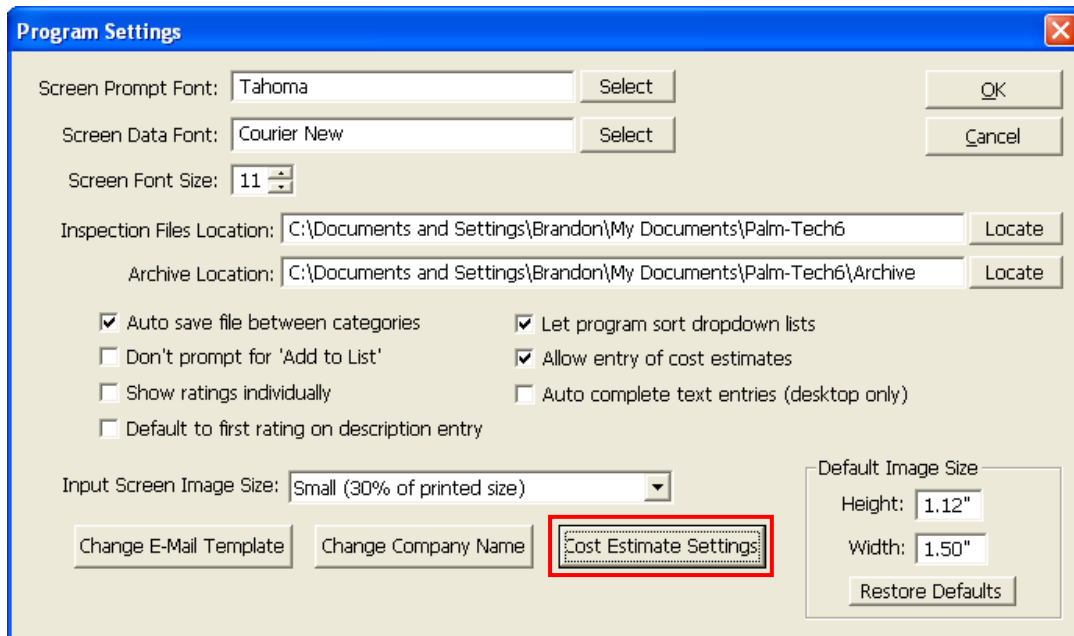 Program Settings
Screen Prompt Font: Tahoma Select OK
Screen Data Font: Courier New Select Cancel
Screen Font Size: 11
Inspection Files Location: C:\Documents and Settings\Brandon\My Documents\Palm-Tech6 Locate
Archive Location: C:\Documents and Settings\Brandon\My Documents\Palm-Tech6\Archive Locate
Auto save file between categories Let program sort dropdown lists
Don't prompt for 'Add to List' Allow entry of cost estimates
Show ratings individually Auto complete text entries (desktop only)
Default to first rating on description entry
Input Screen Image Size: Small (30% of printed size)
Default Image Size
Height: 1.12"
Width: 1.50"
Restore Defaults
Change E-Mail Template Change Company Name Cost Estimate Settings